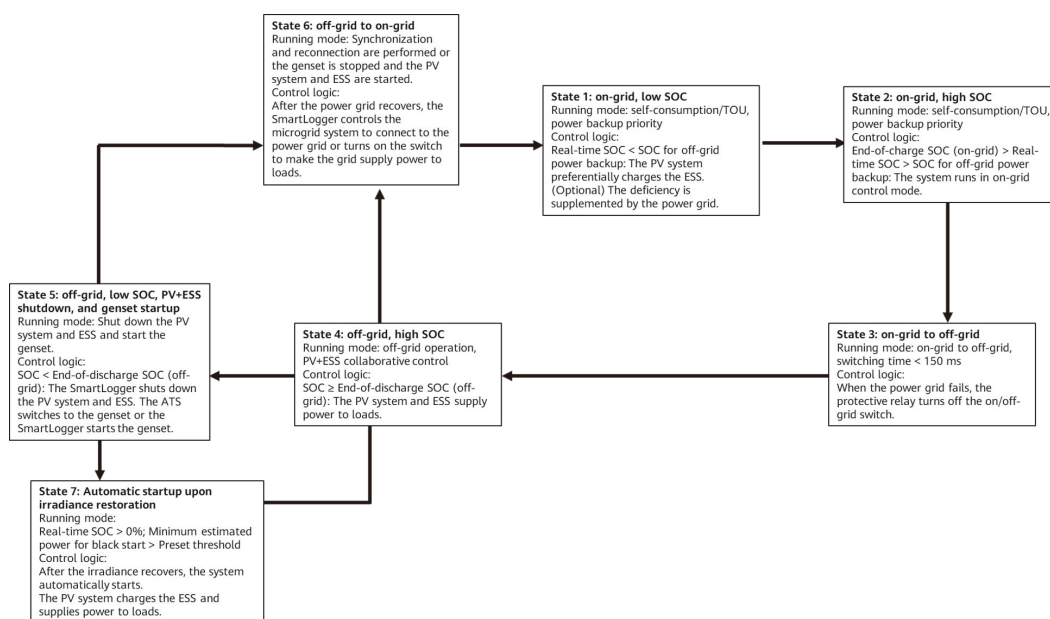 State 6: off-grid to on-grid
Running mode: Synchronization
and reconnection are performed or
the genset is stopped and the PV
system and ESS are started.
Control logic:
After the power grid recovers, the
SmartLogger controls the
microgrid system to connect to the
power grid or turns on the switch
to make the grid supply power to
loads.
State 1: on-grid, low SOC
Running mode: self-consumption/TOU,
power backup priority
Control logic:
Real-time SOC < SOC for off-grid
power backup: The PV system
preferentially charges the ESS.
(Optional) The deficiency is
supplemented by the power grid.
State 2: on-grid, high SOC
Running mode: self-consumption/TOU,
power backup priority
Control logic:
End-of-charge SOC (on-grid) > Real-
time SOC > SOC for off-grid power
backup: The system runs in on-grid
control mode.
State 5: off-grid, low SOC, PV+ESS
shutdown, and genset startup
Running mode: Shut down the PV
system and ESS and start the
genset.
Control logic:
SOC < End-of-discharge SOC (off-
grid): The SmartLogger shuts down
the PV system and ESS. The ATS
switches to the genset or the
SmartLogger starts the genset.
State 4: off-grid, high SOC
Running mode: off-grid operation,
PV+ESS collaborative control
Control logic:
SOC ≥ End-of-discharge SOC (off-
grid): The PV system and ESS supply
power to loads.
State 3: on-grid to off-grid
Running mode: on-grid to off-grid,
switching time < 150 ms
Control logic:
When the power grid fails, the
protective relay turns off the on/off-
grid switch.
State 7: Automatic startup upon
irradiance restoration
Running mode:
Real-time SOC > 0%; Minimum estimated
power for black start > Preset threshold
Control logic:
After the irradiance recovers, the system
automatically starts.
The PV system charges the ESS and
supplies power to loads.